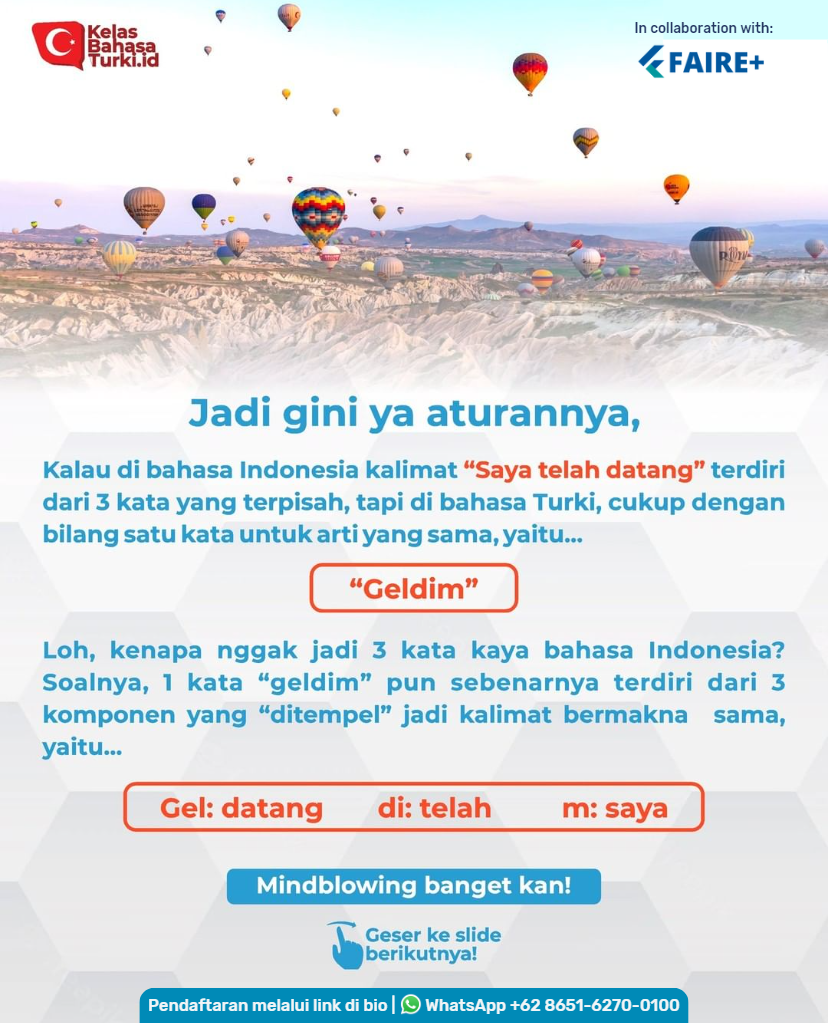 Kelas
Bahasa
Turki.id
In collaboration with:
FAIRE+
Jadi gini ya aturannya,
Kalau di bahasa Indonesia kalimat “Saya telah datang” terdiri
dari 3 kata yang terpisah, tapi di bahasa Turki, cukup dengan
bilang satu kata untuk arti yang sama, yaitu...
“Geldim”
Loh, kenapa nggak jadi 3 kata kaya bahasa Indonesia?
Soalnya, 1 kata “geldim” pun sebenarnya terdiri dari 3
komponen yang “ditempel” jadi kalimat bermakna sama,
yaitu...
Gel: datang di: telah m: saya
Mindblowing banget kan!
Geser ke slide
berikutnya!
Pendaftaran melalui link di bio | WhatsApp +62 8651-6270-0100